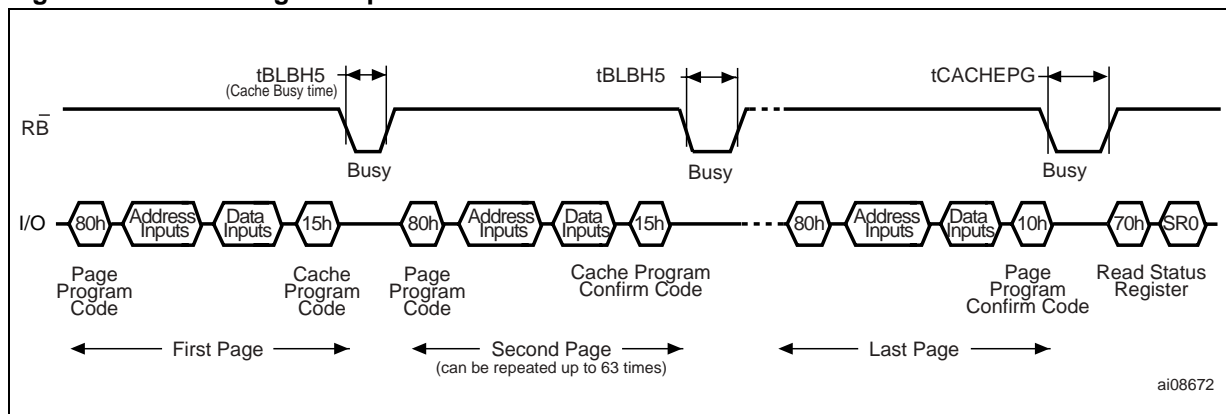 tBLBH5
(Cache Busy time)
tBLBH5
tCACHEPG
RB
Busy
Busy
Busy
I/O
80h
Address
Inputs
Data
Inputs
15h
80h
Address
Inputs
Data
Inputs
15h
80h
Address
Inputs
Data
Inputs
10h
70h
SR0
Page
Program
Code
Cache
Program
Code
Page
Program
Code
Cache Program
Confirm Code
Page
Program
Confirm Code
Read Status
Register
First Page
Second Page
(can be repeated up to 63 times)
Last Page
ai08672